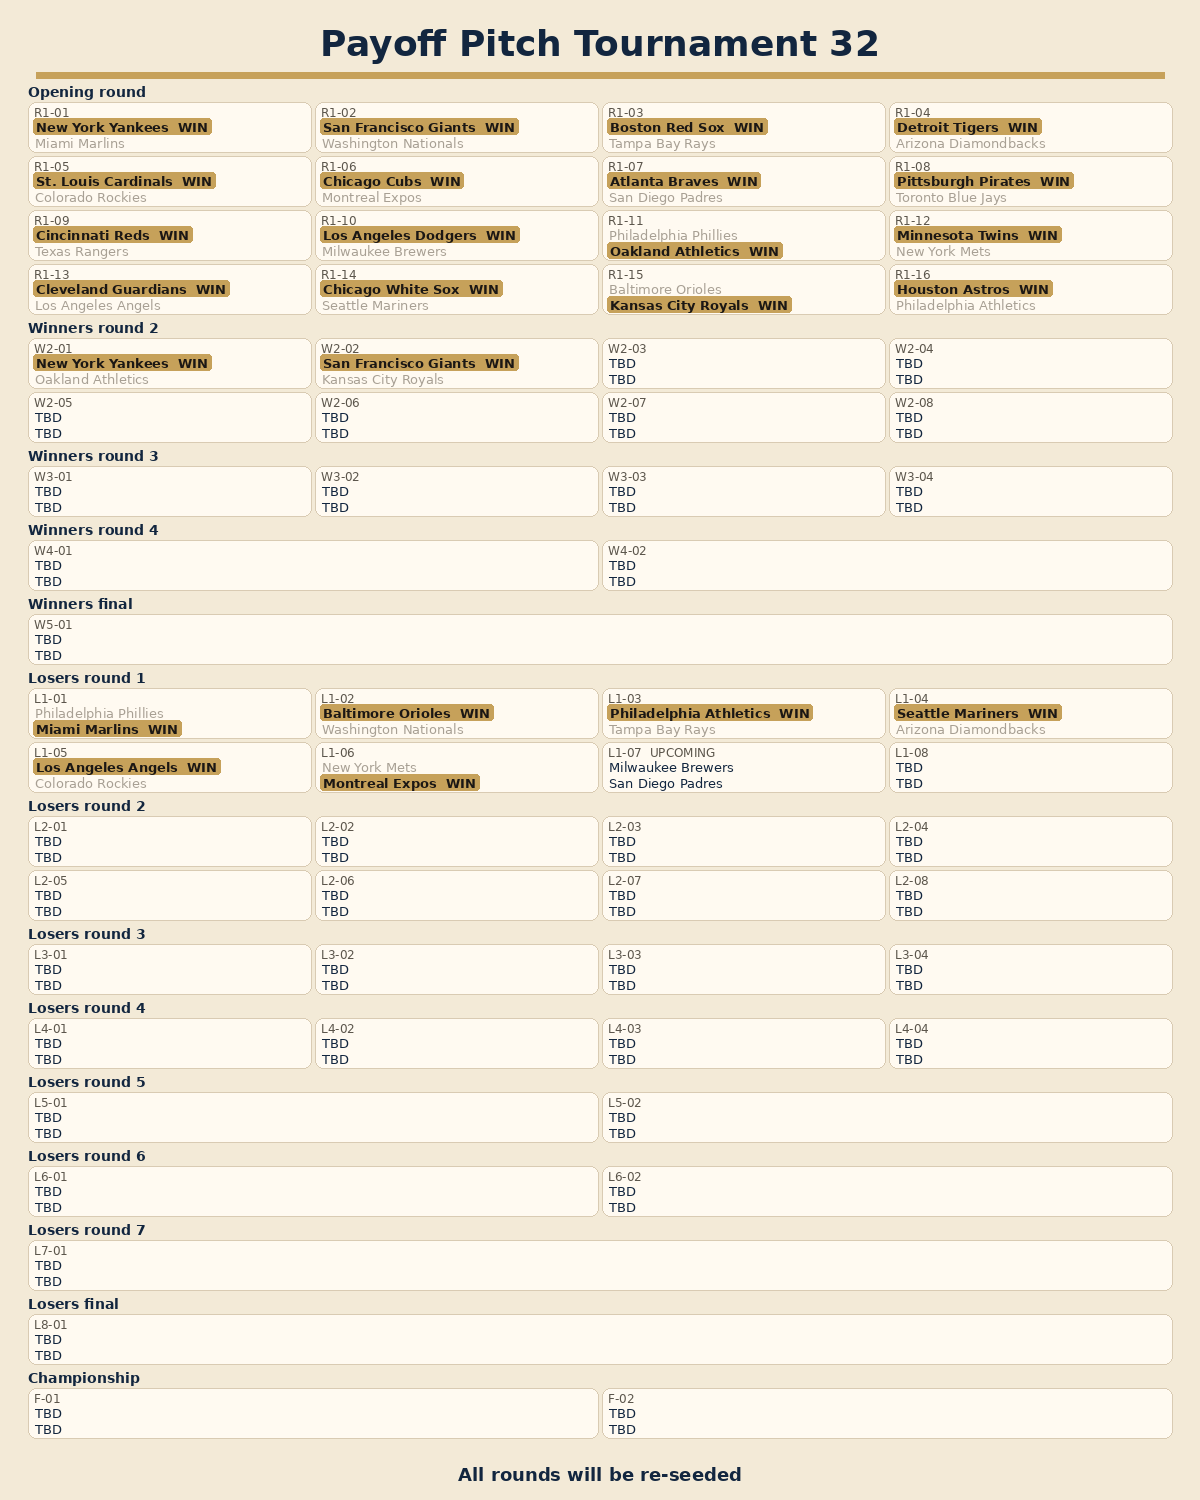 Payoff Pitch Tournament 32
Opening round
R1-01
New York Yankees WIN
Miami Marlins
R1-02
San Francisco Giants WIN
Washington Nationals
R1-03
Boston Red Sox WIN
Tampa Bay Rays
R1-04
Detroit Tigers WIN
Arizona Diamondbacks
R1-05
St. Louis Cardinals WIN
Colorado Rockies
R1-06
Chicago Cubs WIN
Montreal Expos
R1-07
Atlanta Braves WIN
San Diego Padres
R1-08
Pittsburgh Pirates WIN
Toronto Blue Jays
R1-09
Cincinnati Reds WIN
Texas Rangers
R1-10
Los Angeles Dodgers WIN
Milwaukee Brewers
R1-11
Philadelphia Phillies
Oakland Athletics WIN
R1-12
Minnesota Twins WIN
New York Mets
R1-13
Cleveland Guardians WIN
Los Angeles Angels
R1-14
Chicago White Sox WIN
Seattle Mariners
R1-15
Baltimore Orioles
Kansas City Royals WIN
R1-16
Houston Astros WIN
Philadelphia Athletics
Winners round 2
W2-01
New York Yankees WIN
Oakland Athletics
W2-02
San Francisco Giants WIN
Kansas City Royals
W2-03
TBD
TBD
W2-04
TBD
TBD
W2-05
TBD
TBD
W2-06
TBD
TBD
W2-07
TBD
TBD
W2-08
TBD
TBD
Winners round 3
W3-01
TBD
TBD
W3-02
TBD
TBD
W3-03
TBD
TBD
W3-04
TBD
TBD
Winners round 4
W4-01
TBD
TBD
W4-02
TBD
TBD
Winners final
W5-01
TBD
TBD
Losers round 1
L1-01
Philadelphia Phillies
Miami Marlins WIN
L1-02
Baltimore Orioles WIN
Washington Nationals
L1-03
Philadelphia Athletics WIN
Tampa Bay Rays
L1-04
Seattle Mariners WIN
Arizona Diamondbacks
L1-05
Los Angeles Angels WIN
Colorado Rockies
L1-06
New York Mets
Montreal Expos WIN
L1-07 UPCOMING
Milwaukee Brewers
San Diego Padres
L1-08
TBD
TBD
Losers round 2
L2-01
TBD
TBD
L2-02
TBD
TBD
L2-03
TBD
TBD
L2-04
TBD
TBD
L2-05
TBD
TBD
L2-06
TBD
TBD
L2-07
TBD
TBD
L2-08
TBD
TBD
Losers round 3
L3-01
TBD
TBD
L3-02
TBD
TBD
L3-03
TBD
TBD
L3-04
TBD
TBD
Losers round 4
L4-01
TBD
TBD
L4-02
TBD
TBD
L4-03
TBD
TBD
L4-04
TBD
TBD
Losers round 5
L5-01
TBD
TBD
L5-02
TBD
TBD
Losers round 6
L6-01
TBD
TBD
L6-02
TBD
TBD
Losers round 7
L7-01
TBD
TBD
Losers final
L8-01
TBD
TBD
Championship
F-01
TBD
TBD
F-02
TBD
TBD
All rounds will be re-seeded